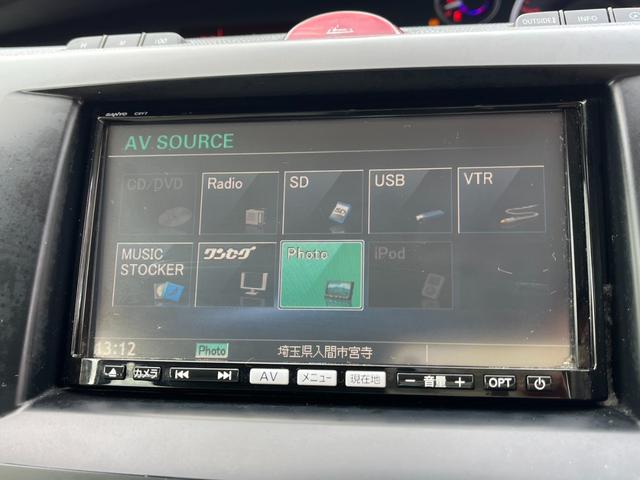 OUTSIDE
INFO
SANYO
AV SOURCE
CD/DVD
Radio
SD
USB
VTR
MUSIC STOCKER
ワンセグ
Photo
iPod
13:12
Photo
埼玉県入間市宮寺
カメラ
AV
メニュー
現在地
− 音量 +
OPT